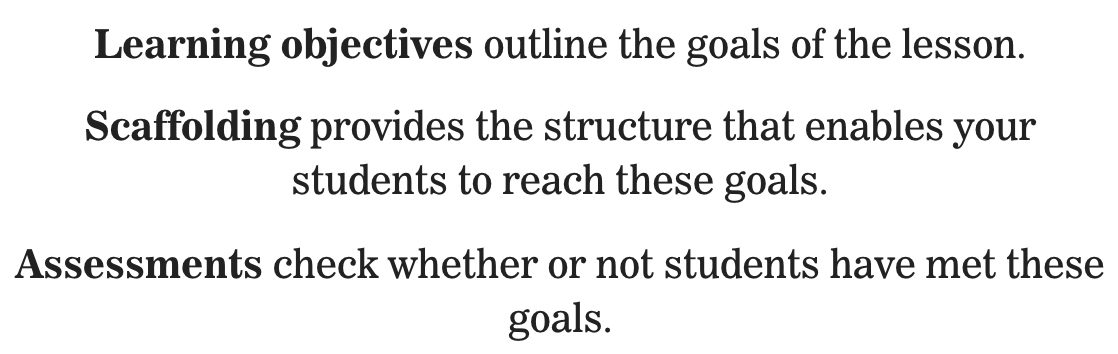 Learning objectives outline the goals of the lesson.
Scaffolding provides the structure that enables your
students to reach these goals.
Assessments check whether or not students have met these
goals.